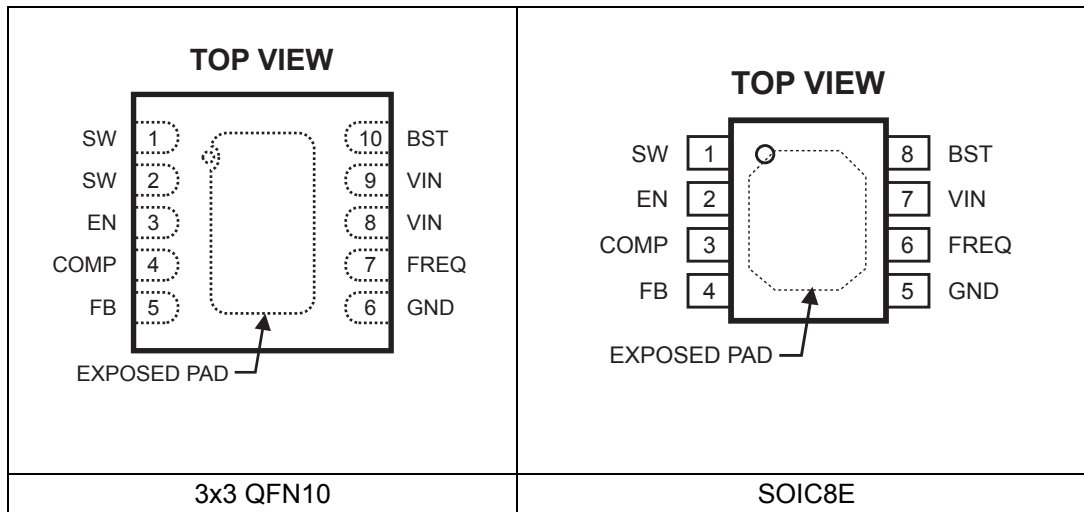 TOP VIEW
SW 1 10 BST
SW 2 9 VIN
EN 3 8 VIN
COMP 4 7 FREQ
FB 5 6 GND
EXPOSED PAD
3x3 QFN10
TOP VIEW
SW 1 8 BST
EN 2 7 VIN
COMP 3 6 FREQ
FB 4 5 GND
EXPOSED PAD
SOIC8E